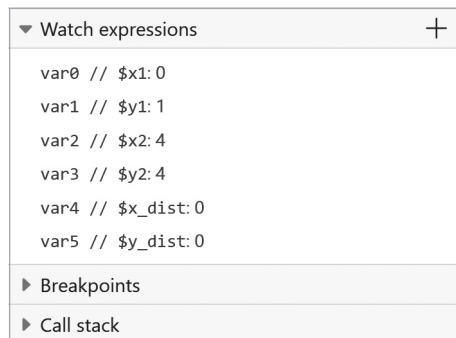 Watch expressions
var0 // $x1: 0
var1 // $y1: 1
var2 // $x2: 4
var3 // $y2: 4
var4 // $x_dist: 0
var5 // $y_dist: 0
Breakpoints
Call stack